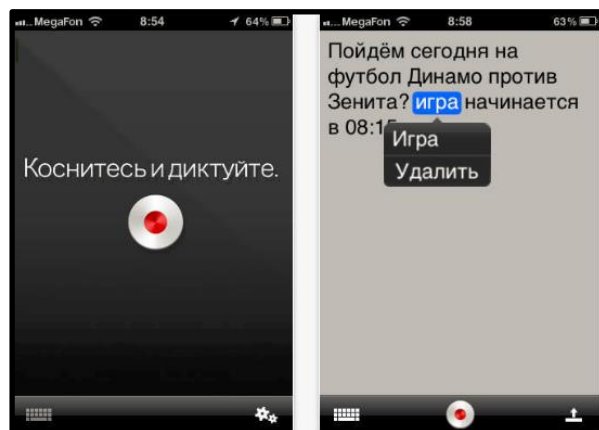 MegaFon 8:54 64%
Коснитесь и диктуйте.
MegaFon 8:58 63%
Пойдём сегодня на
футбол Динамо против
Зенита? игра начинается
в 08:15
Игра
Удалить